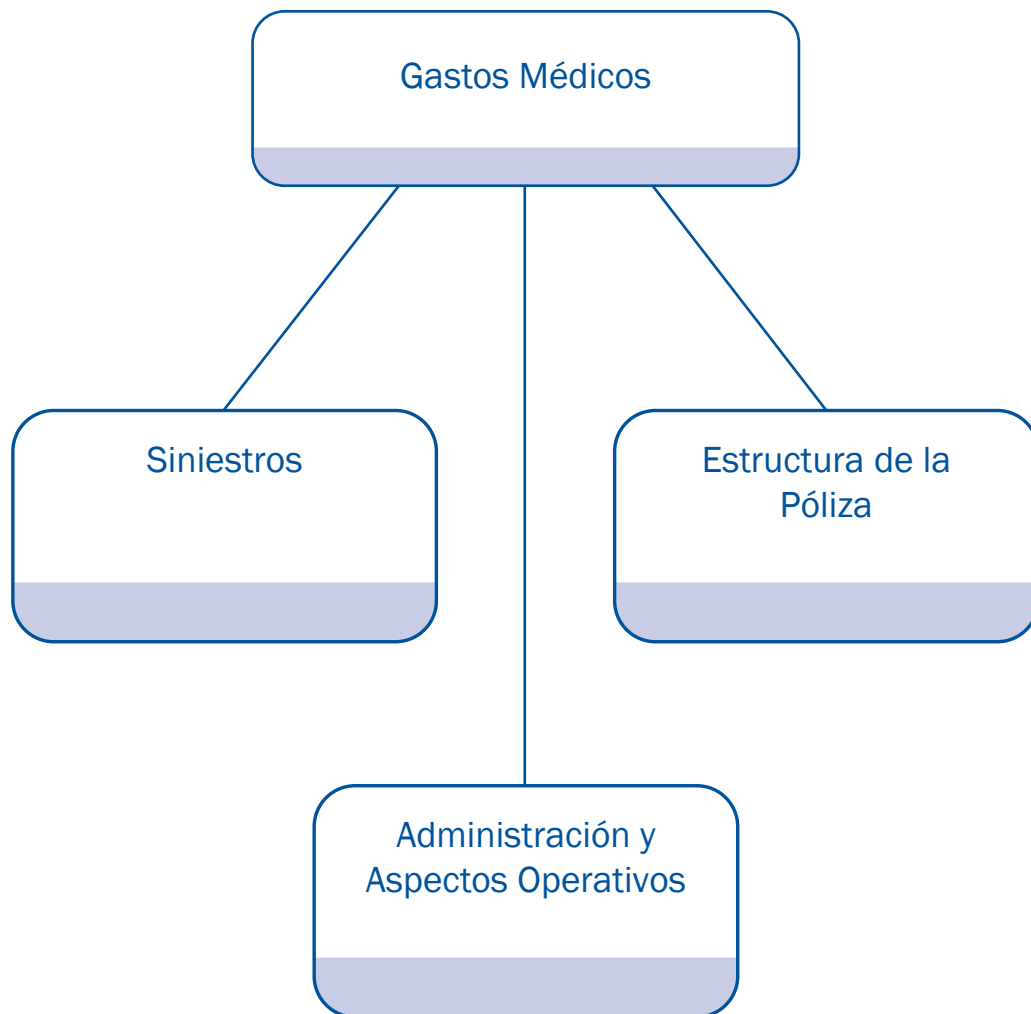 Gastos Médicos
Siniestros
Estructura de la
Póliza
Administración y
Aspectos Operativos